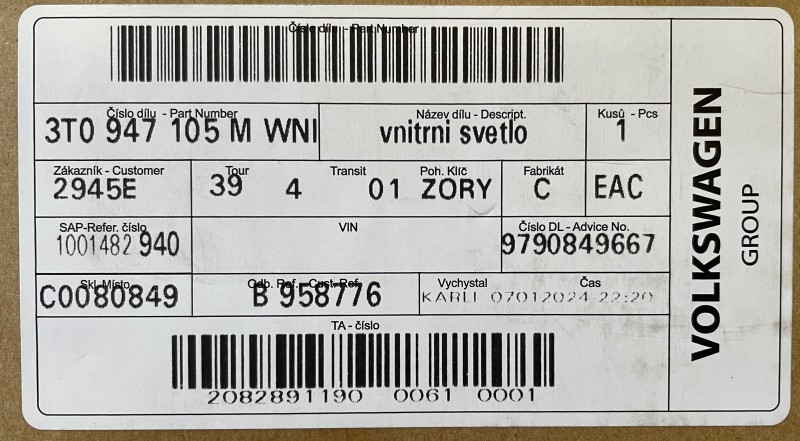 Číslo dílu - Part Number
Číslo dílu - Part Number Název dílu - Descript. Kusů - Pcs
3T0 947 105 M WNI vnitrni svetlo 1
Zákazník - Customer Tour Transit Poh. Klíč Fabrikát
2945E 39 4 01 ZORY C EAC
SAP-Refer. číslo VIN Číslo DL - Advice No.
1001482 940 9790849667
Skl. Místo Odb. Ref. - Cust. Ref. Vychystal Čas
C0080849 B 958776 KARLI 07012024 22:20
TA - číslo
2082891190 0061 0001
VOLKSWAGEN
GROUP